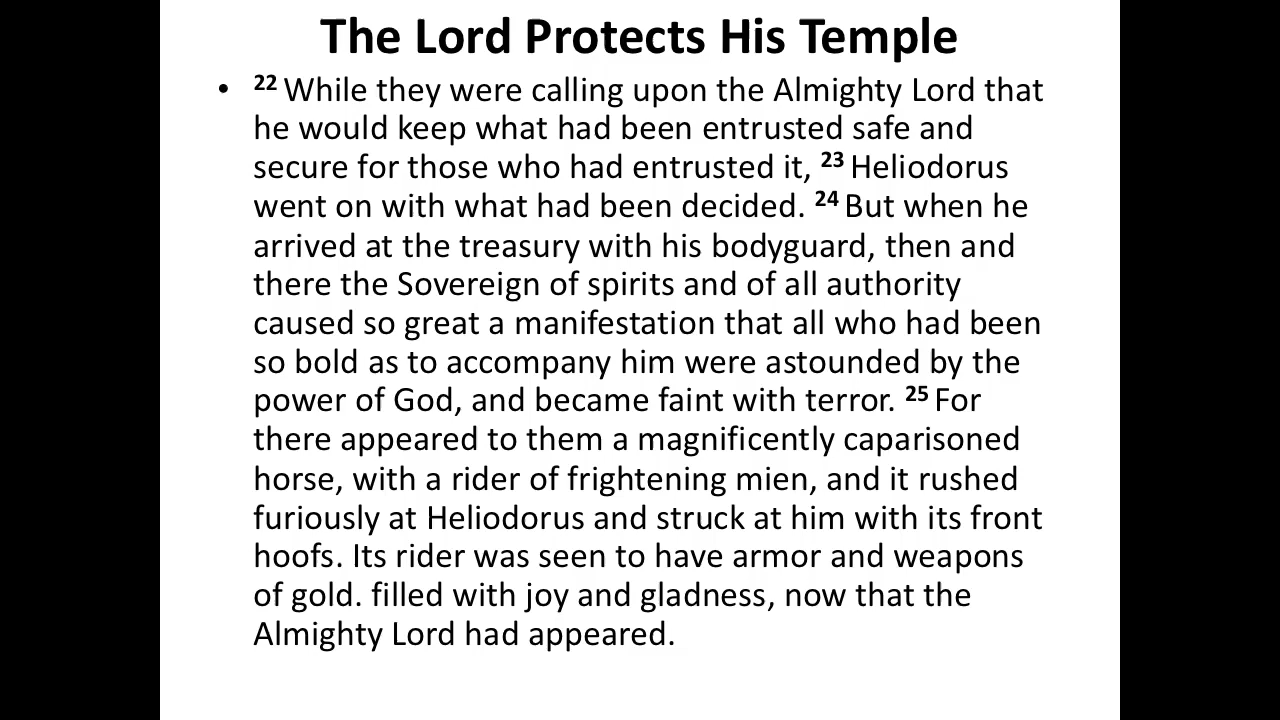 The Lord Protects His Temple
• 22 While they were calling upon the Almighty Lord that
he would keep what had been entrusted safe and
secure for those who had entrusted it, 23 Heliodorus
went on with what had been decided. 24 But when he
arrived at the treasury with his bodyguard, then and
there the Sovereign of spirits and of all authority
caused so great a manifestation that all who had been
so bold as to accompany him were astounded by the
power of God, and became faint with terror. 25 For
there appeared to them a magnificently caparisoned
horse, with a rider of frightening mien, and it rushed
furiously at Heliodorus and struck at him with its front
hoofs. Its rider was seen to have armor and weapons
of gold. filled with joy and gladness, now that the
Almighty Lord had appeared.